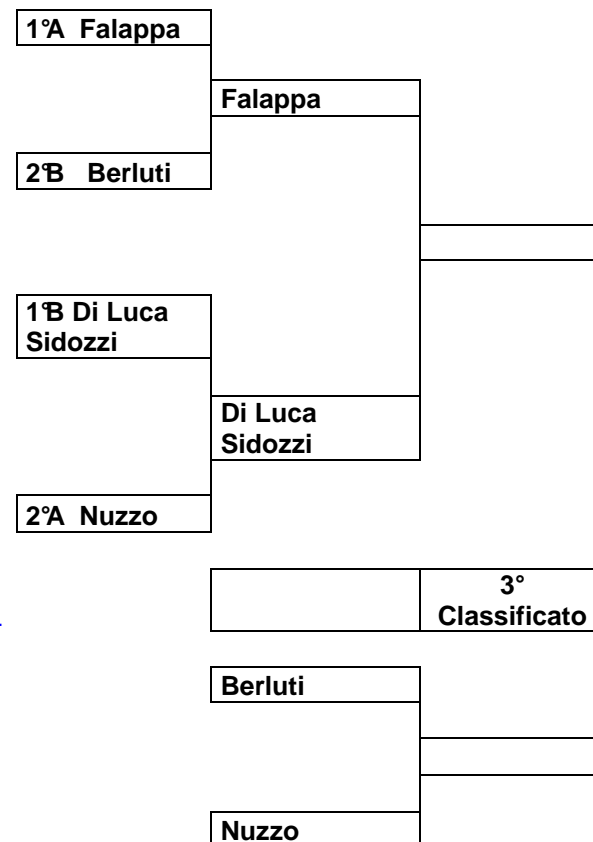 1°A Falappa
Falappa
2°B Berluti
1°B Di Luca
Sidozzi
Di Luca
Sidozzi
2°A Nuzzo
3°
Classificato
Berluti
Nuzzo